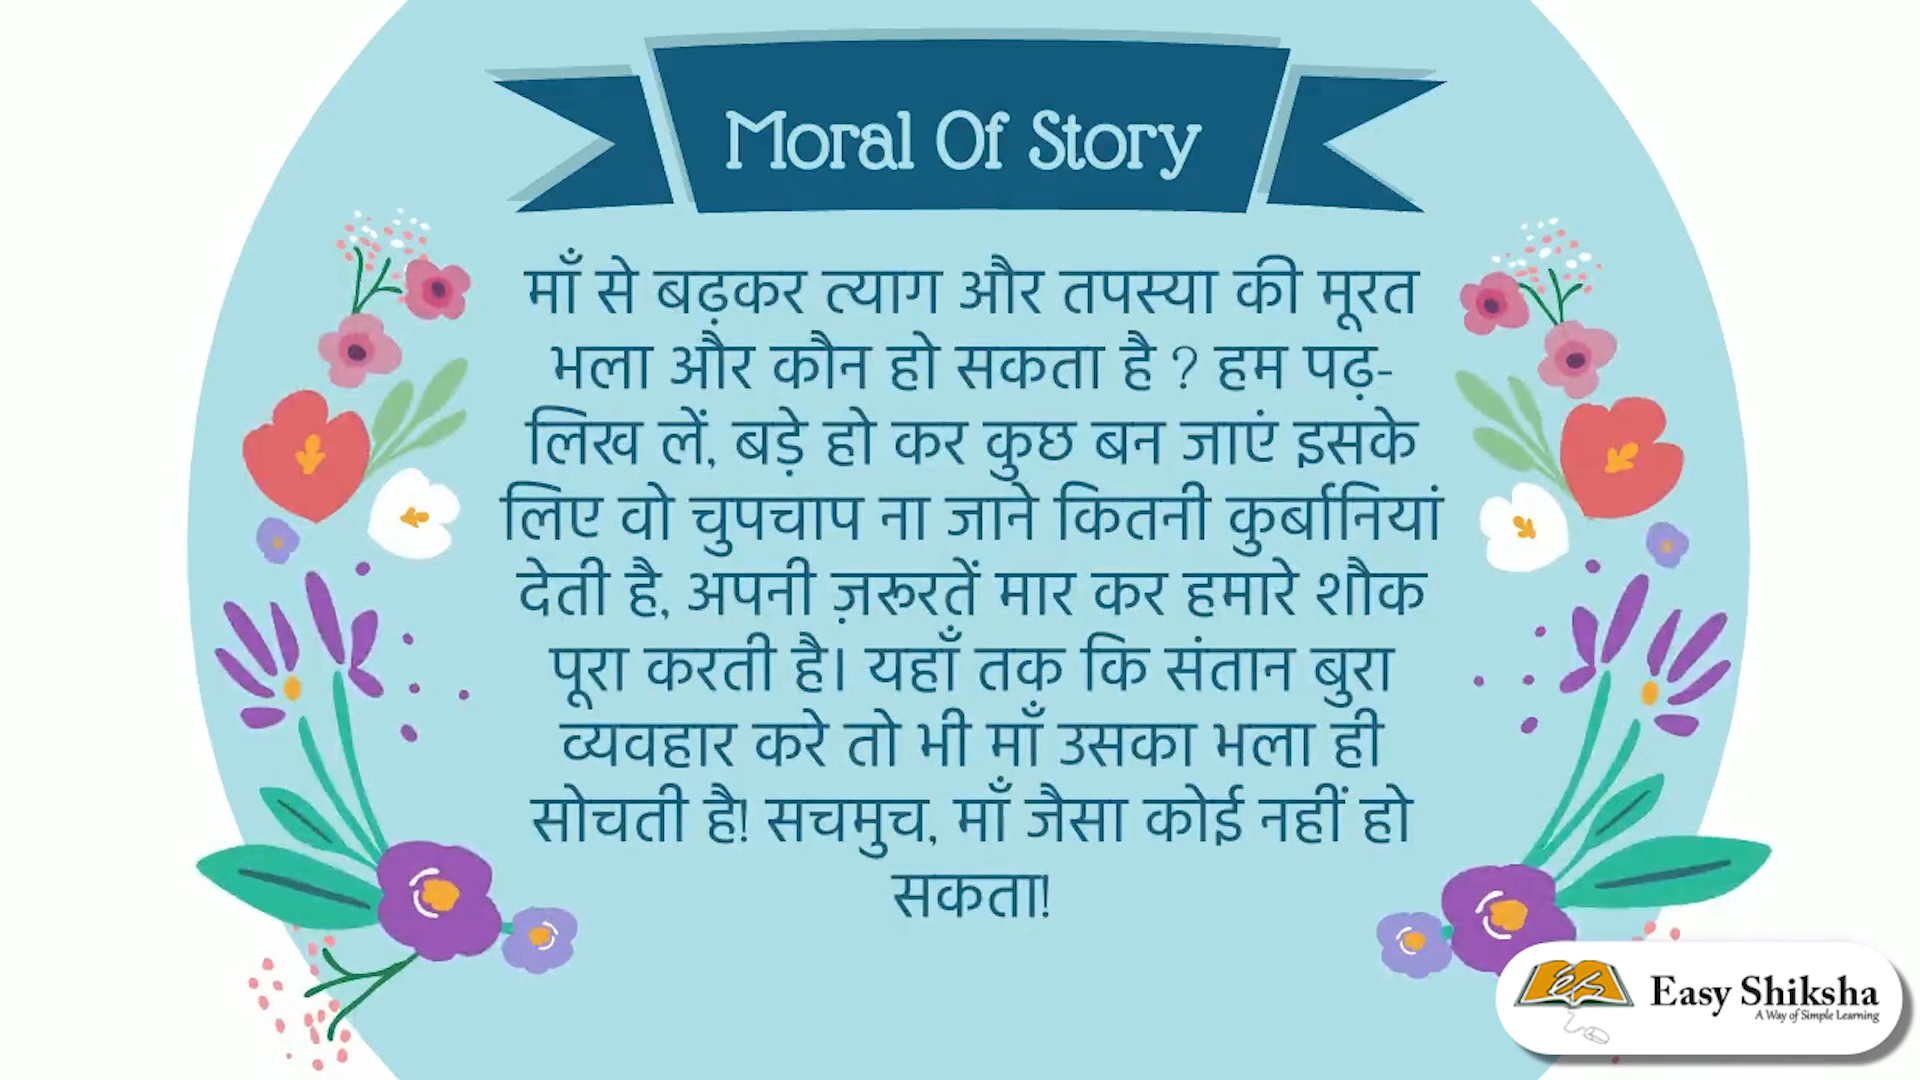 Moral Of Story
माँ से बढ़कर त्याग और तपस्या की मूरत
भला और कौन हो सकता है ? हम पढ़-
लिख लें, बड़े हो कर कुछ बन जाएं इसके
लिए वो चुपचाप ना जाने कितनी कुर्बानियां
देती है, अपनी ज़रूरतें मार कर हमारे शौक
पूरा करती है। यहाँ तक कि संतान बुरा
व्यवहार करे तो भी माँ उसका भला ही
सोचती है! सचमुच, माँ जैसा कोई नहीं हो
सकता!
Easy Shiksha
A Way of Simple Learning